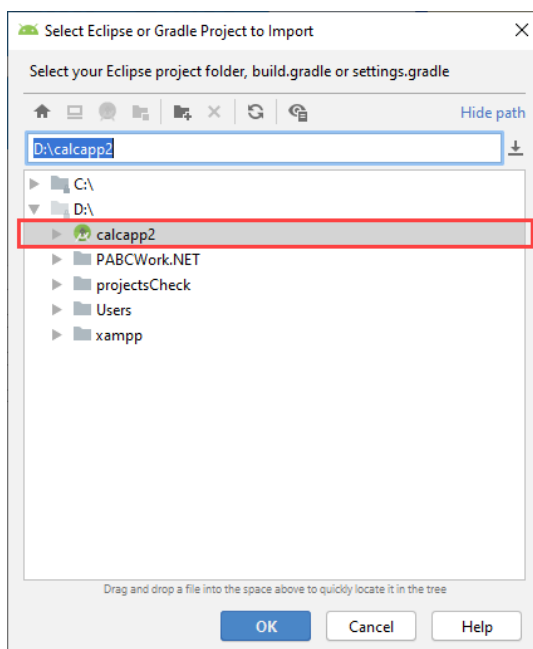 Select Eclipse or Gradle Project to Import
Select your Eclipse project folder, build.gradle or settings.gradle
Hide path
D:\calcapp2
C:\
D:\
calcapp2
PABCWork.NET
projectsCheck
Users
xampp
Drag and drop a file into the space above to quickly locate it in the tree
OK Cancel Help